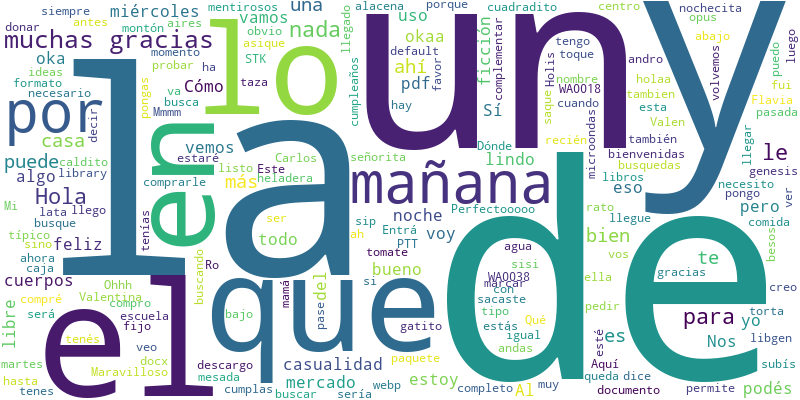 siempre
antes
donar
montón
miércoles
mentirosos
aires
una
vamos
obvio
nada
alacena
porque
uso
okaa
cuadradito
tengo
toque
centro
nochecita
opus
abajo
luego
muchas gracias
oka
ideas
formato
necesario
decir
momento
probar
ha
asique
STK
taza
Cómo
va
busca
Mmmm
pongas
lo
cumpleaños
llegado
ahí
default
pdf
favor
hay
ficción
complementar
Sí
un
andro
nombre
Holis
WA0018
cuando
saque
recién
microondas
holaa
tambien
esta
Valen
también
bienvenidas
busquedas
puedo
volvemos
fui
Flavia
pasada
y
por
casa
en
vemos
estaré
listo
más
Este
Carlos
heladera
señorita
a
mañana
Dónde
lindo
libros
eso
necesito
pongo
pero
llegar
le
genesis
ver
puede
caldito
algo
library
comprarle
Mi
Hola
lata
llego
típico
busque
sino
feliz
tenías
l
ahora
caja
cuerpos
Ohhh
Valentina
compré
compro
será
escuela
tenés
fijo
libre
martes
Maravilloso
hasta
tenes
veo
docx
el
ser
todo
noche
sip
ah
Entrá
PTT
voy
Perfectooooo
agua
sisi
WA0038
marcar
con
sacaste
tipo
estás
igual
Qué
andas
de
rato
llegue
bien
vos
ella
te
gracias
besos
comida
yo
Nos
para
torta
creo
libgen
subís
podés
es
pedir
esté
Aquí
queda
dice
documento
permite
buscando
Ro
mamá
del
pase
tomate
bueno
si
que
bajo
gatito
descargo
mesada
casualidad
paquete
mercado
webp
estoy
cumplas
buscar
sería
completo
Al
muy